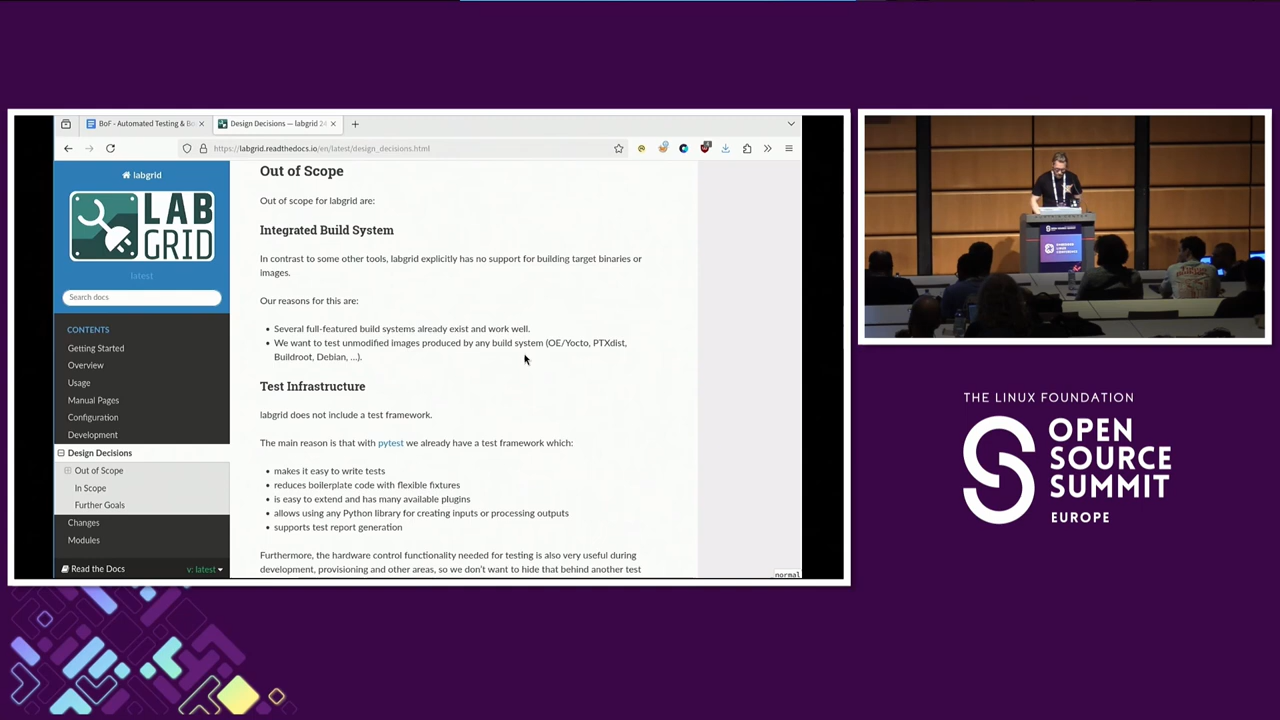 BoF - Automated Testing & Bo
Design Decisions — labgrid 24
https://labgrid.readthedocs.io/en/latest/design_decisions.html
labgrid
LAB
GRID
latest
Search docs
CONTENTS
Getting Started
Overview
Usage
Manual Pages
Configuration
Development
Design Decisions
Out of Scope
In Scope
Further Goals
Changes
Modules
Read the Docs
v: latest
Out of Scope
Out of scope for labgrid are:
Integrated Build System
In contrast to some other tools, labgrid explicitly has no support for building target binaries or
images.
Our reasons for this are:
Several full-featured build systems already exist and work well.
We want to test unmodified images produced by any build system (OE/Yocto, PTXdist,
Buildroot, Debian, …).
Test Infrastructure
labgrid does not include a test framework.
The main reason is that with pytest we already have a test framework which:
makes it easy to write tests
reduces boilerplate code with flexible fixtures
is easy to extend and has many available plugins
allows using any Python library for creating inputs or processing outputs
supports test report generation
Furthermore, the hardware control functionality needed for testing is also very useful during
development, provisioning and other areas, so we don't want to hide that behind another test
normal
THE LINUX FOUNDATION
OPEN
SOURCE
SUMMIT
EUROPE